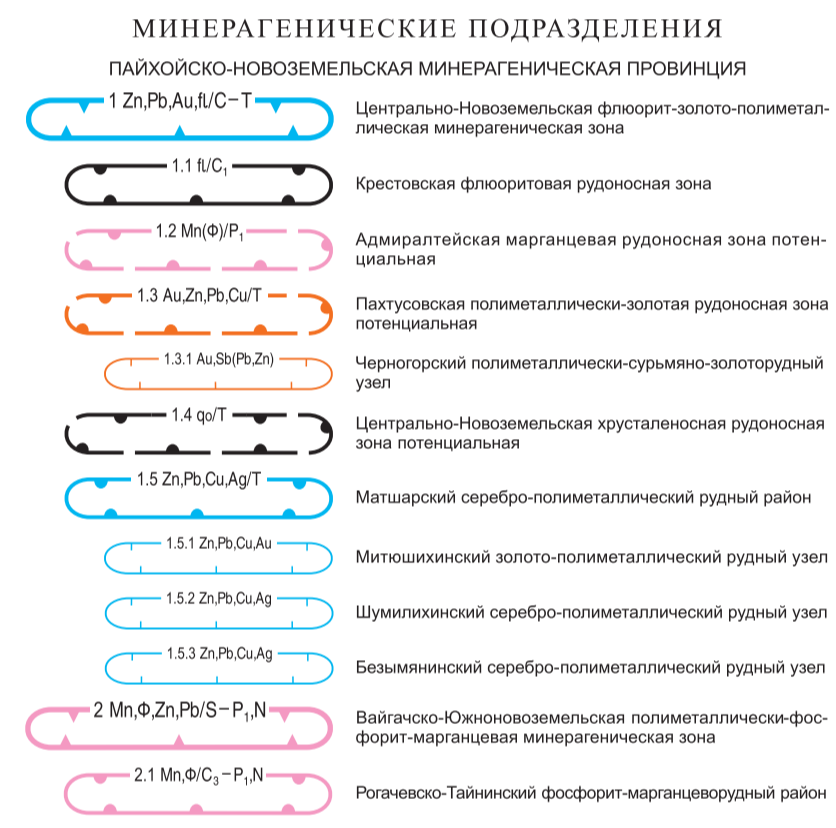 МИНЕРАГЕНИЧЕСКИЕ ПОДРАЗДЕЛЕНИЯ
ПАЙХОЙСКО-НОВОЗЕМЕЛЬСКАЯ МИНЕРАГЕНИЧЕСКАЯ ПРОВИНЦИЯ
1 Zn,Pb,Au,fl/C–T
Центрально-Новоземельская флюорит-золото-полиметал-
лическая минерагеническая зона
1.1 fl/C₁
Крестовская флюоритовая рудоносная зона
1.2 Mn(Ф)/P₁
Адмиралтейская марганцевая рудоносная зона потен-
циальная
1.3 Au,Zn,Pb,Cu/T
Пахтусовская полиметаллически-золотая рудоносная зона
потенциальная
1.3.1 Au,Sb(Pb,Zn)
Черногорский полиметаллически-сурьмяно-золоторудный
узел
1.4 qo/T
Центрально-Новоземельская хрусталеносная рудоносная
зона потенциальная
1.5 Zn,Pb,Cu,Ag/T
Матшарский серебро-полиметаллический рудный район
1.5.1 Zn,Pb,Cu,Au
Митюшихинский золото-полиметаллический рудный узел
1.5.2 Zn,Pb,Cu,Ag
Шумилихинский серебро-полиметаллический рудный узел
1.5.3 Zn,Pb,Cu,Ag
Безымянинский серебро-полиметаллический рудный узел
2 Mn,Ф,Zn,Pb/S–P₁,N
Вайгачско-Южноновоземельская полиметаллически-фос-
форит-марганцевая минерагеническая зона
2.1 Mn,Ф/C₃–P₁,N
Рогачевско-Тайнинский фосфорит-марганцеворудный район